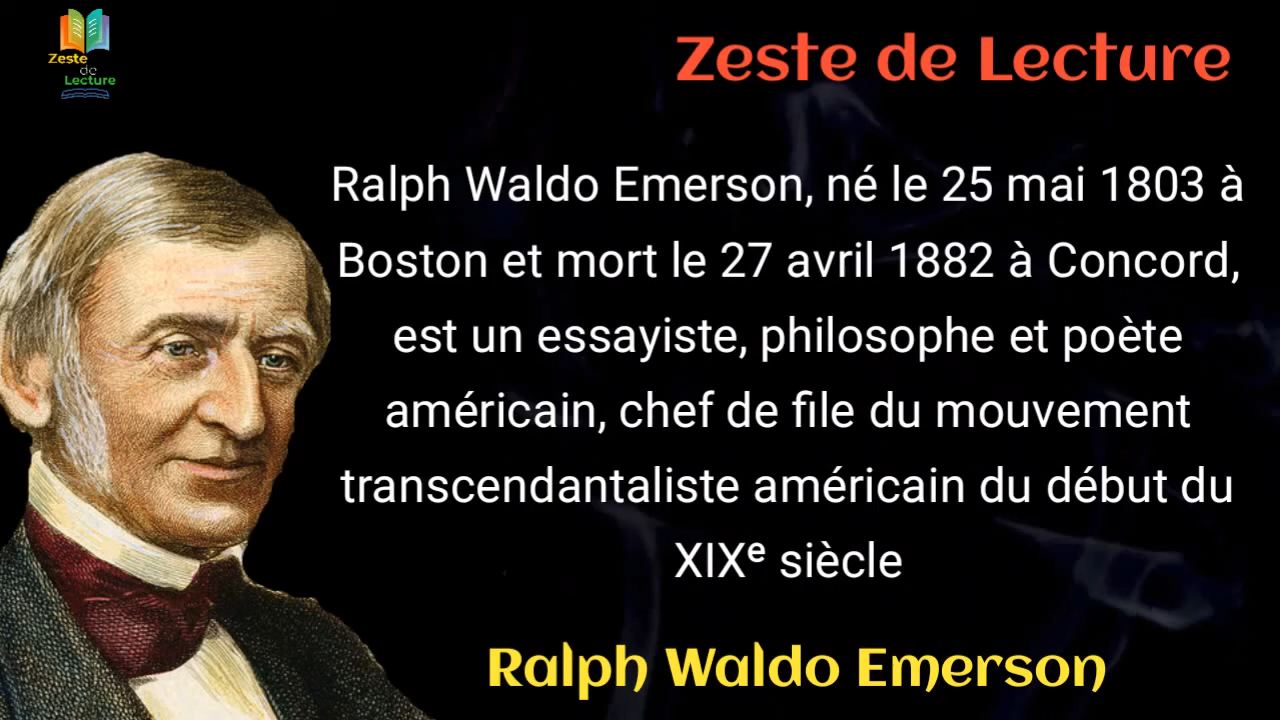 Zeste
de
Lecture
Zeste de Lecture
Ralph Waldo Emerson, né le 25 mai 1803 à
Boston et mort le 27 avril 1882 à Concord,
est un essayiste, philosophe et poète
américain, chef de file du mouvement
transcendantaliste américain du début du
XIXᵉ siècle
Ralph Waldo Emerson